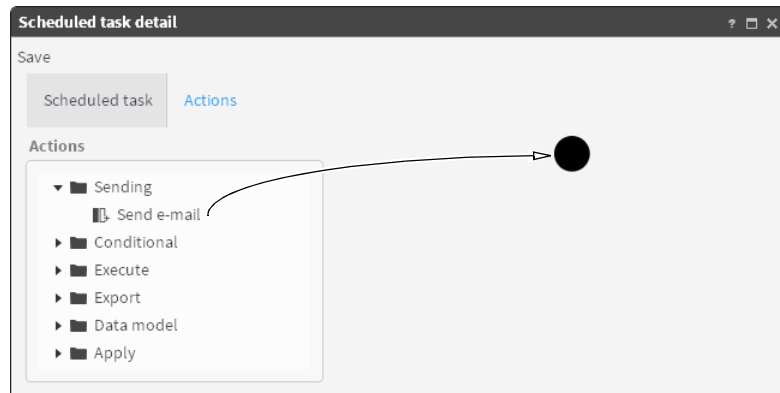 Scheduled task detail ?
Save
Scheduled task Actions
Actions
Sending
Send e-mail
Conditional
Execute
Export
Data model
Apply